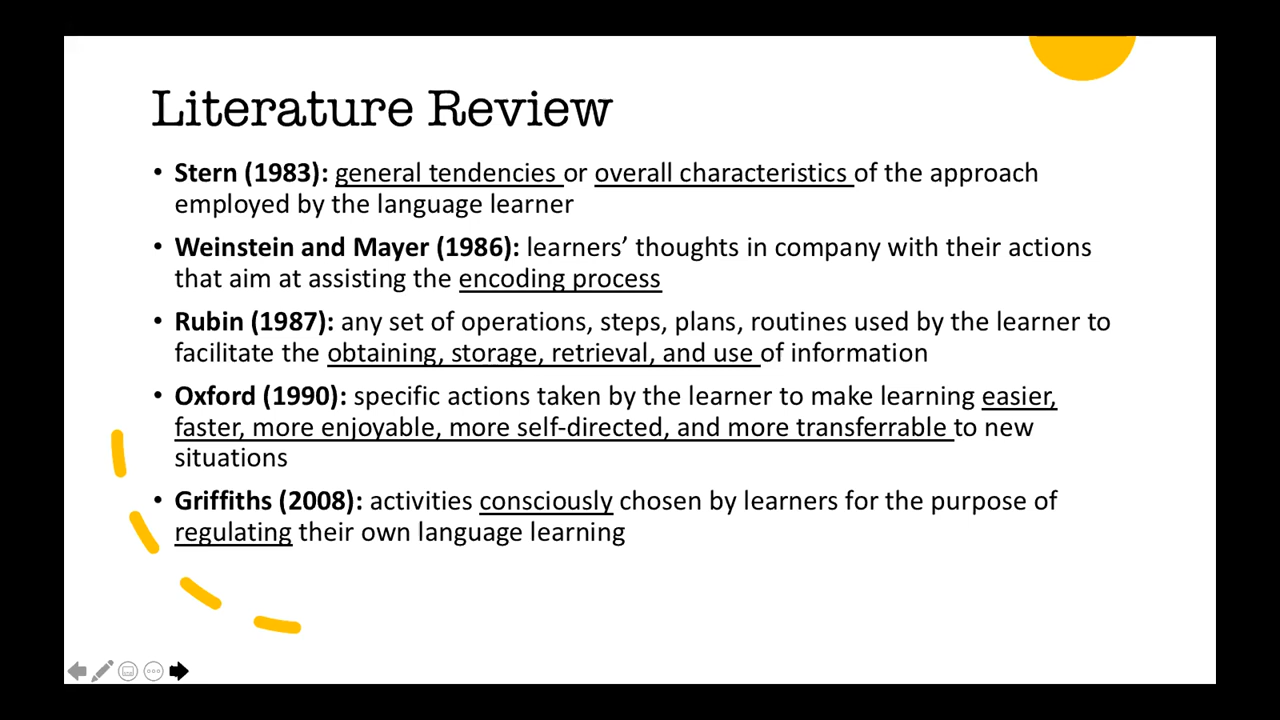 Literature Review
• Stern (1983): general tendencies or overall characteristics of the approach
employed by the language learner
• Weinstein and Mayer (1986): learners’ thoughts in company with their actions
that aim at assisting the encoding process
• Rubin (1987): any set of operations, steps, plans, routines used by the learner to
facilitate the obtaining, storage, retrieval, and use of information
• Oxford (1990): specific actions taken by the learner to make learning easier,
faster, more enjoyable, more self-directed, and more transferrable to new
situations
• Griffiths (2008): activities consciously chosen by learners for the purpose of
regulating their own language learning